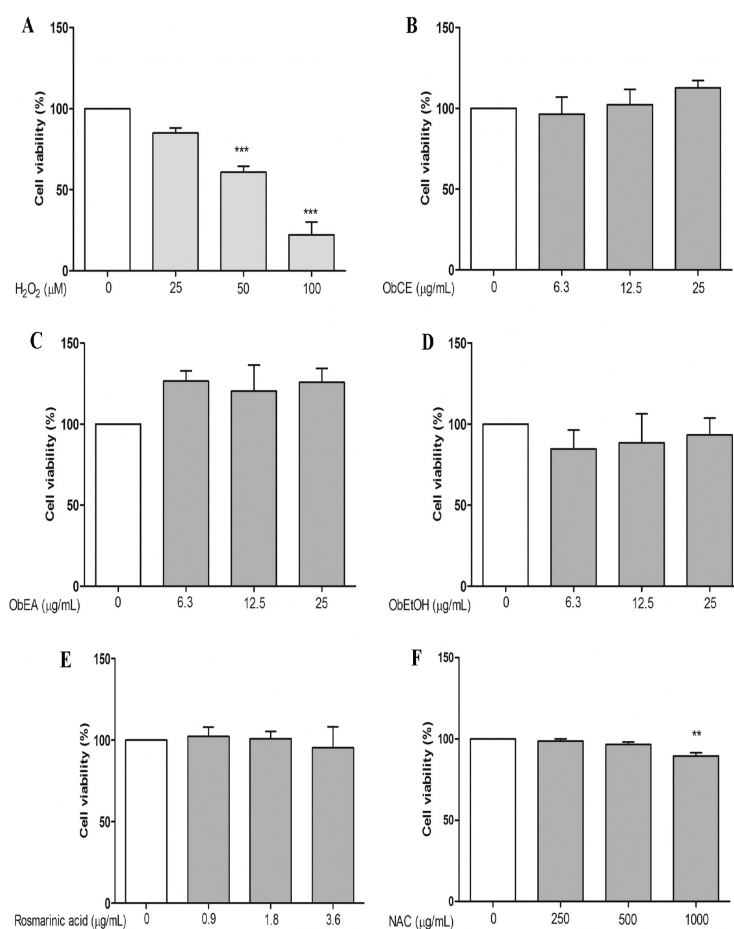 A
B
150
100
50
0
Cell viability (%)
***
***
H2O2 (μM)
0 25 50 100
150
100
50
0
Cell viability (%)
ObCE (μg/mL)
0 6.3 12.5 25
C
D
150
100
50
0
Cell viability (%)
ObEA (μg/mL)
0 6.3 12.5 25
150
100
50
0
Cell viability (%)
ObEtOH (μg/mL)
0 6.3 12.5 25
E
F
150
100
50
0
Cell viability (%)
Rosmarinic acid (μg/mL)
0 0.9 1.8 3.6
150
100
50
0
Cell viability (%)
**
NAC (μg/mL)
0 250 500 1000